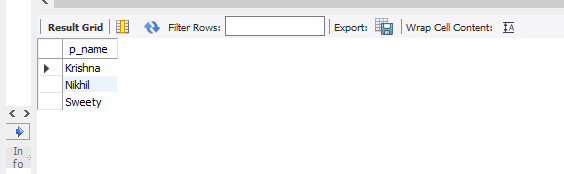 Result Grid Filter Rows: Export: Wrap Cell Content:
p_name
Krishna
Nikhil
Sweety
In
fo